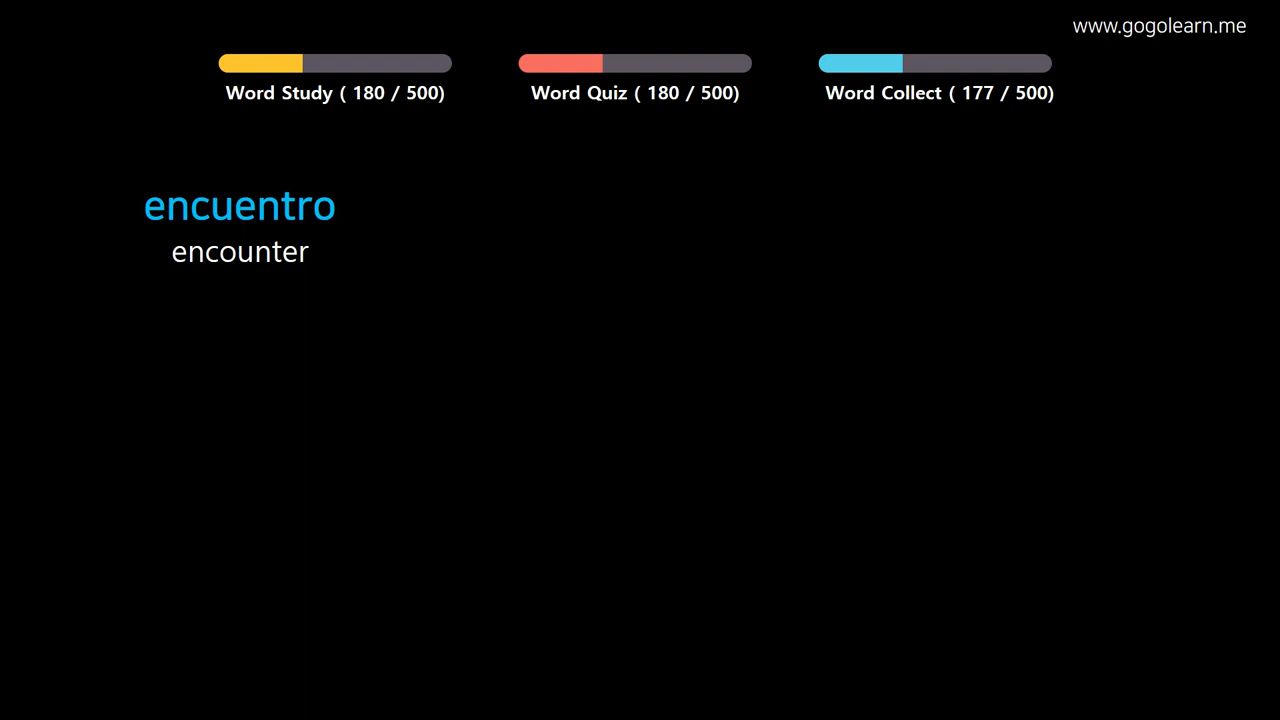 www.gogolearn.me
Word Study ( 180 / 500)
Word Quiz ( 180 / 500)
Word Collect ( 177 / 500)
encuentro
encounter